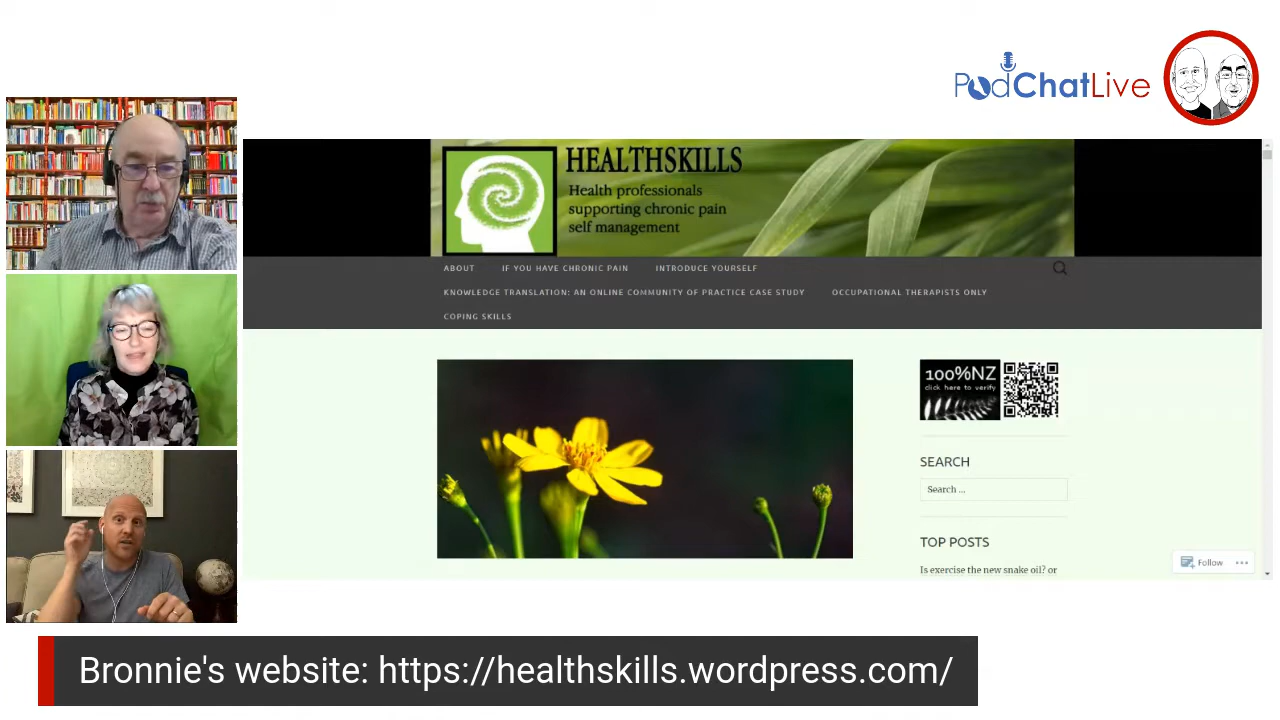 PodChatLive
HEALTHSKILLS
Health professionals
supporting chronic pain
self management
ABOUT IF YOU HAVE CHRONIC PAIN INTRODUCE YOURSELF
KNOWLEDGE TRANSLATION: AN ONLINE COMMUNITY OF PRACTICE CASE STUDY OCCUPATIONAL THERAPISTS ONLY
COPING SKILLS
100%NZ
click here to verify
SEARCH
Search ...
TOP POSTS
Is exercise the new snake oil? or
Follow
Bronnie's website: https://healthskills.wordpress.com/